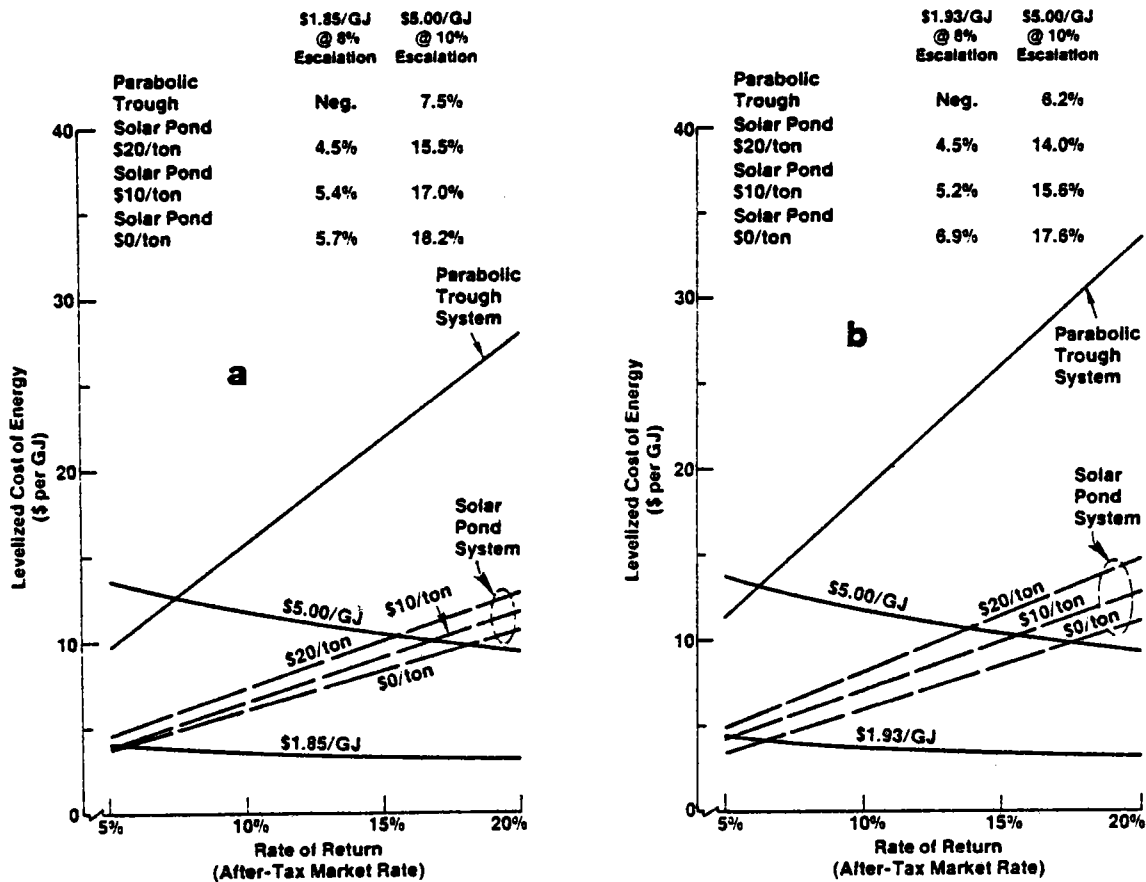 $1.85/GJ $5.00/GJ
@ 8% @ 10%
Escalation Escalation
Parabolic
Trough Neg. 7.5%
Solar Pond
$20/ton 4.5% 15.5%
Solar Pond
$10/ton 5.4% 17.0%
Solar Pond
$0/ton 5.7% 18.2%
40
30
20
10
0
Levelized Cost of Energy
($ per GJ)
a
Parabolic
Trough
System
Solar
Pond
System
$5.00/GJ
$10/ton
$20/ton
$0/ton
$1.85/GJ
5% 10% 15% 20%
Rate of Return
(After-Tax Market Rate)
$1.93/GJ $5.00/GJ
@ 8% @ 10%
Escalation Escalation
Parabolic
Trough Neg. 6.2%
Solar Pond
$20/ton 4.5% 14.0%
Solar Pond
$10/ton 5.2% 15.6%
Solar Pond
$0/ton 6.9% 17.6%
40
30
20
10
0
Levelized Cost of Energy
($ per GJ)
b
Parabolic
Trough
System
Solar
Pond
System
$5.00/GJ
$20/ton
$10/ton
$0/ton
$1.93/GJ
5% 10% 15% 20%
Rate of Return
(After-Tax Market Rate)